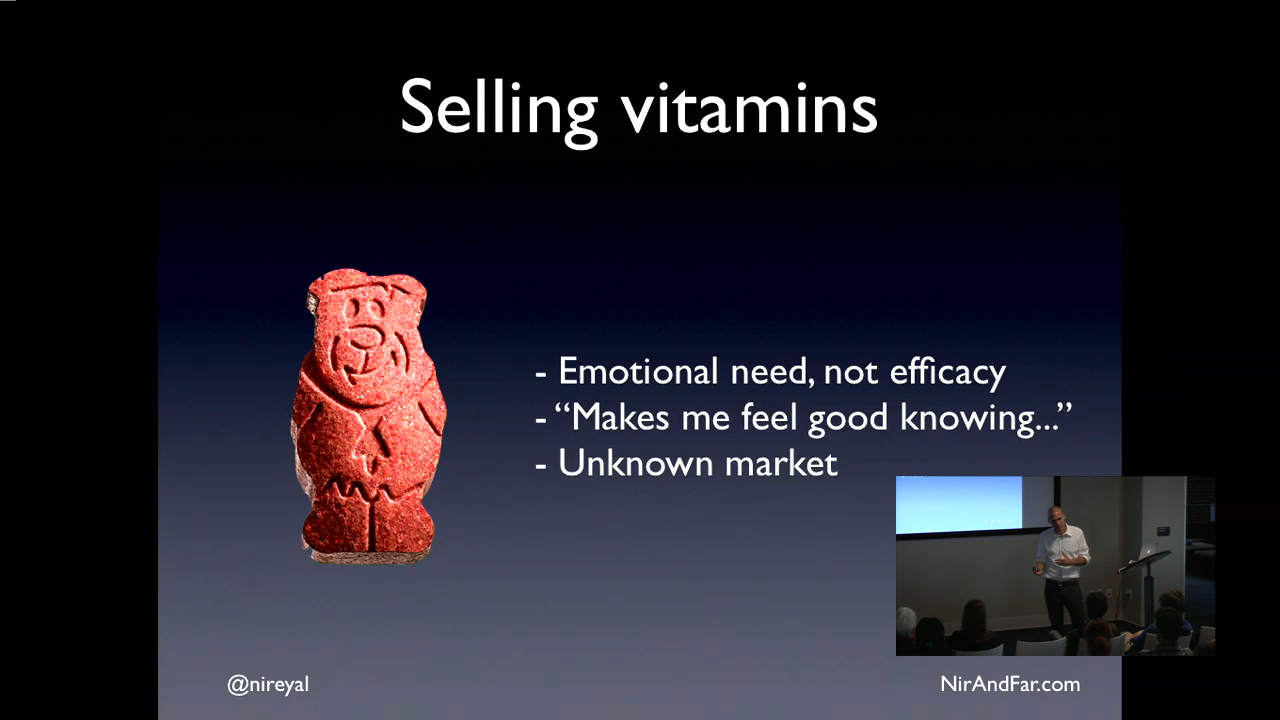 Selling vitamins
- Emotional need, not efficacy
- “Makes me feel good knowing...”
- Unknown market
@nireyal
NirAndFar.com